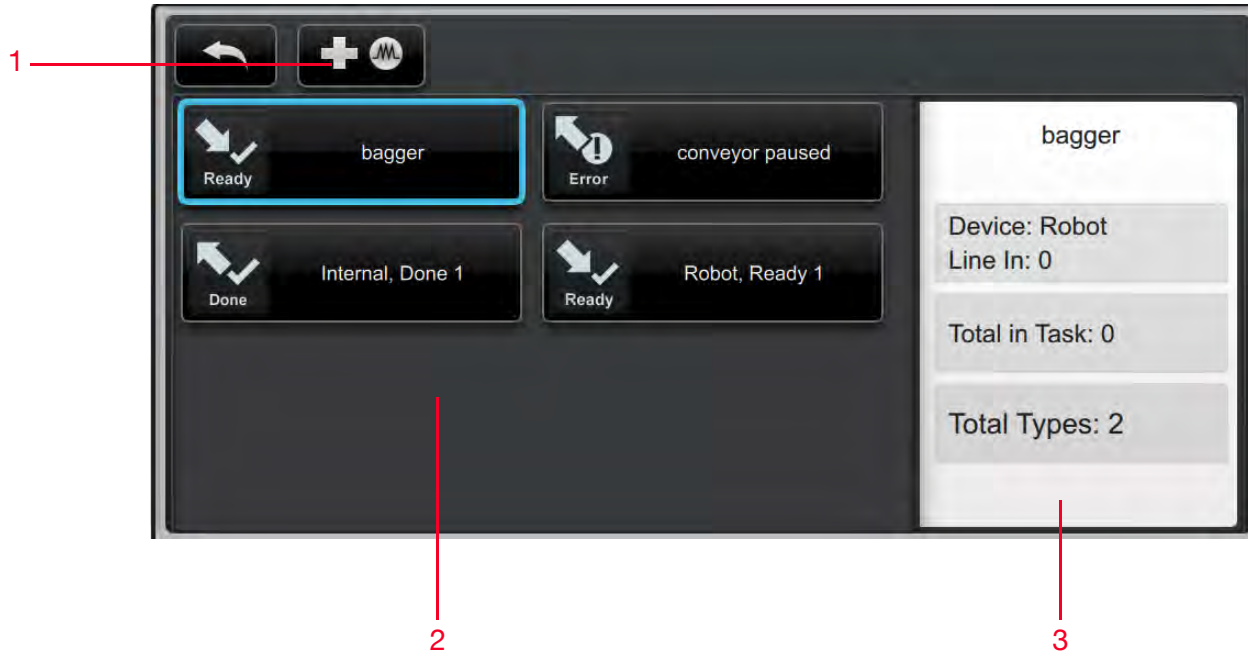 1
bagger
Ready
conveyor paused
Error
Internal, Done 1
Done
Robot, Ready 1
Ready
bagger
Device: Robot
Line In: 0
Total in Task: 0
Total Types: 2
2
3